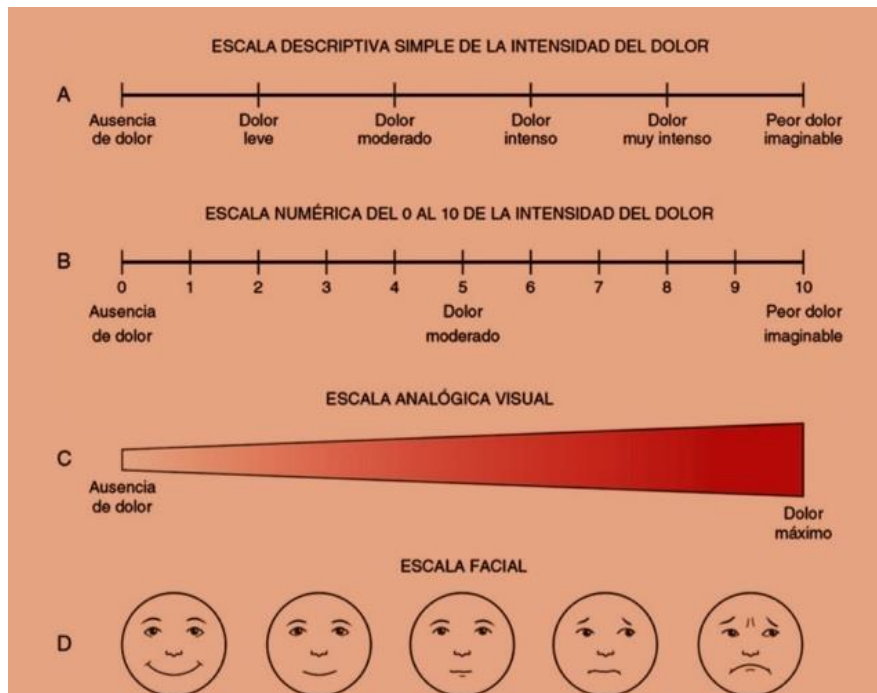 ESCALA DESCRIPTIVA SIMPLE DE LA INTENSIDAD DEL DOLOR
A
Ausencia de dolor
Dolor leve
Dolor moderado
Dolor intenso
Dolor muy intenso
Peor dolor imaginable
ESCALA NUMÉRICA DEL 0 AL 10 DE LA INTENSIDAD DEL DOLOR
B
0 1 2 3 4 5 6 7 8 9 10
Ausencia de dolor
Dolor moderado
Peor dolor imaginable
ESCALA ANALÓGICA VISUAL
C
Ausencia de dolor
Dolor máximo
ESCALA FACIAL
D